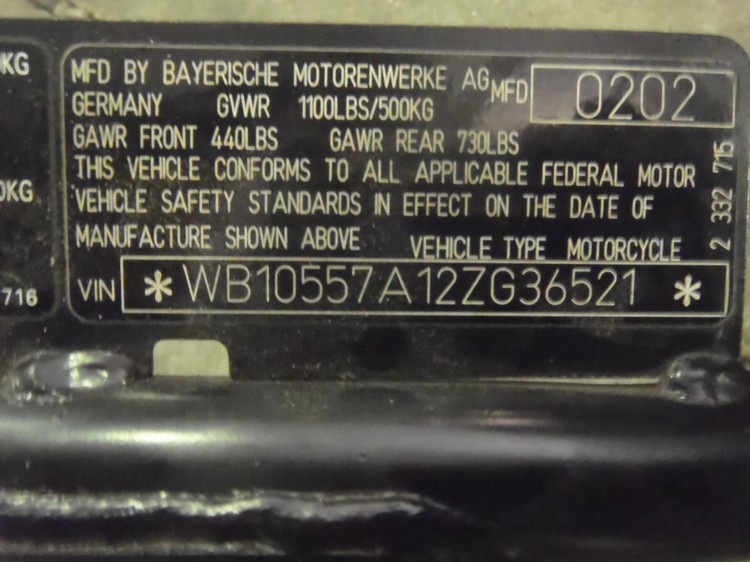 KG
MFD BY BAYERISCHE MOTORENWERKE AG MFD 0202
GERMANY GVWR 1100LBS/500KG
GAWR FRONT 440LBS GAWR REAR 730LBS
THIS VEHICLE CONFORMS TO ALL APPLICABLE FEDERAL MOTOR
VEHICLE SAFETY STANDARDS IN EFFECT ON THE DATE OF
MANUFACTURE SHOWN ABOVE VEHICLE TYPE MOTORCYCLE
2 332 715
0KG
716
VIN *WB10557A12ZG36521 *